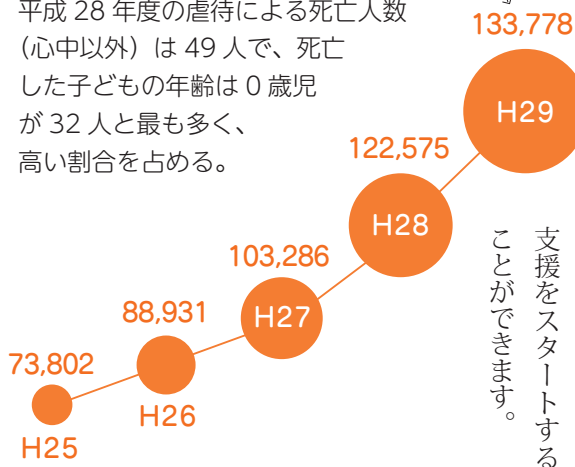 平成 28 年度の虐待による死亡人数
(心中以外)は 49 人で、死亡
した子どもの年齢は 0 歳児
が 32 人と最も多く、
高い割合を占める。
133,778
H29
122,575
H28
103,286
H27
88,931
H26
73,802
H25
支援をスタートする
ことができます。